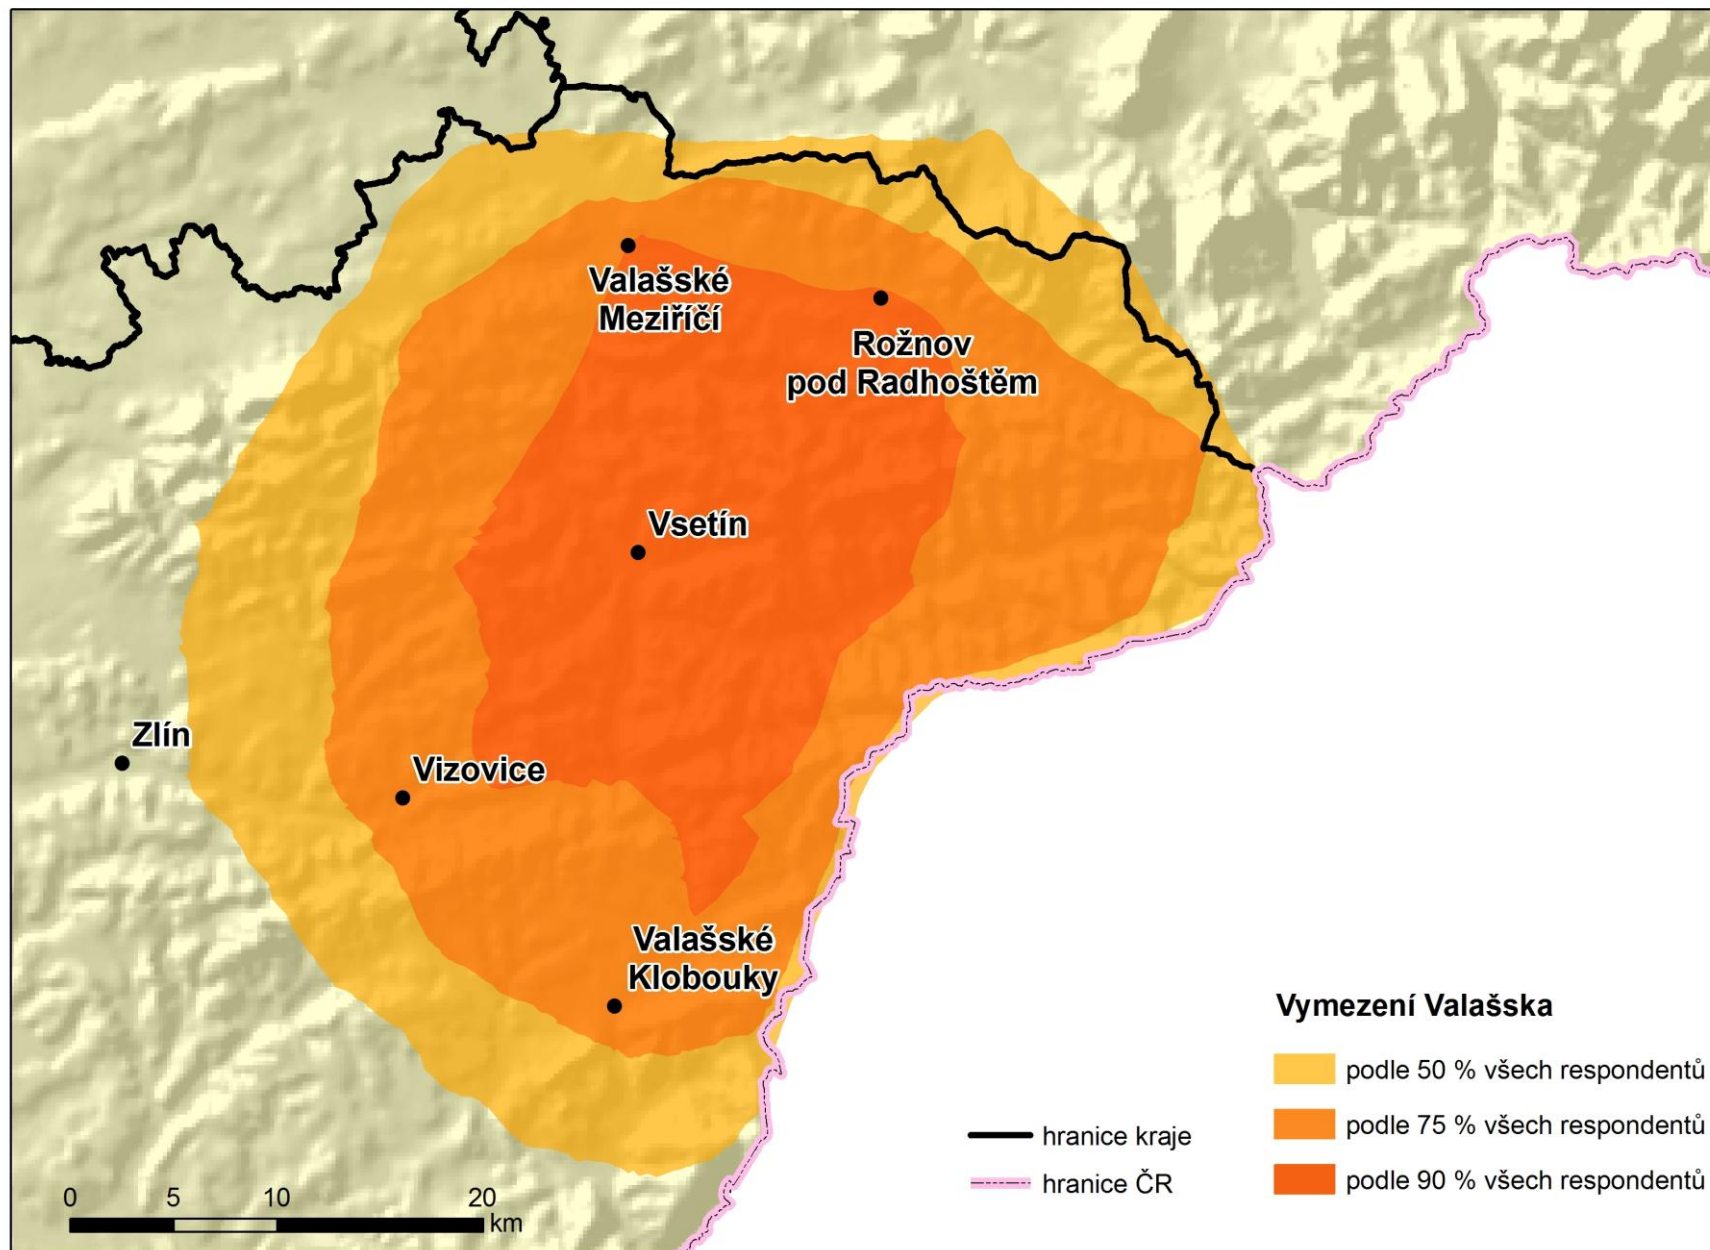 Valašské
Meziříčí
Rožnov
pod Radhoštěm
Vsetín
Zlín
Vizovice
Valašské
Klobouky
Vymezení Valašska
podle 50 % všech respondentů
podle 75 % všech respondentů
podle 90 % všech respondentů
hranice kraje
hranice ČR
0 5 10 20
km